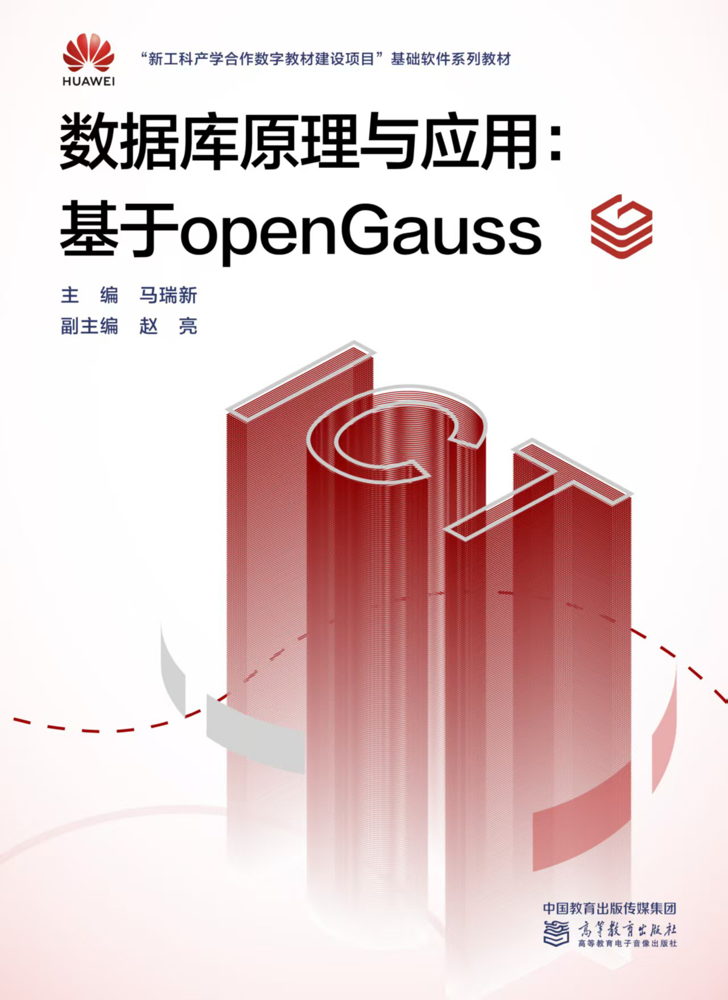 HUAWEI
“新工科产学合作数字教材建设项目”基础软件系列教材
数据库原理与应用：
基于openGauss
主 编 马瑞新
副主编 赵 亮
ICT
中国教育出版传媒集团
高等教育出版社
高等教育电子音像出版社